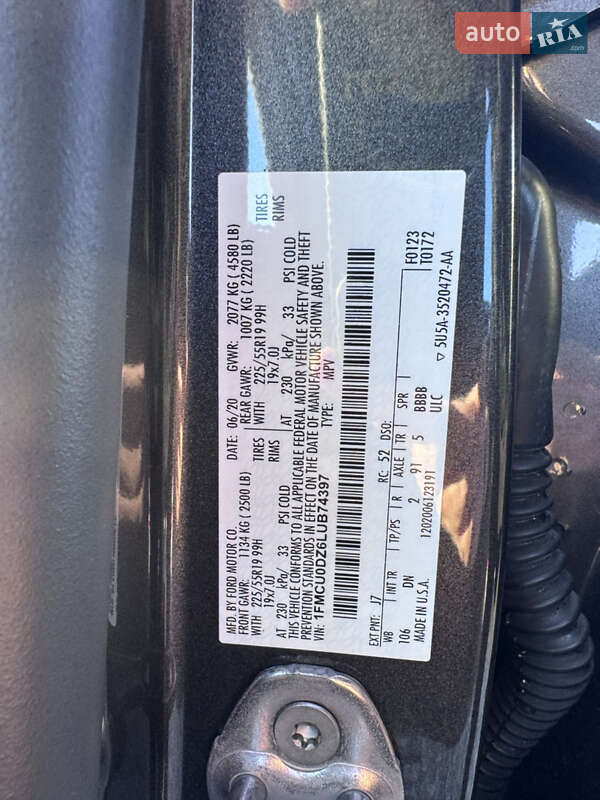 auto RIA
.com
MFD. BY FORD MOTOR CO. DATE: 06/20 GVWR: 2077 KG ( 4580 LB)
FRONT GAWR: 1134 KG ( 2500 LB) REAR GAWR: 1007 KG ( 2220 LB)
WITH 225/55R19 99H TIRES WITH 225/55R19 99H TIRES
19x7.0J RIMS 19x7.0J RIMS
AT 230 kPa/ 33 PSI COLD AT 230 kPa/ 33 PSI COLD
THIS VEHICLE CONFORMS TO ALL APPLICABLE FEDERAL MOTOR VEHICLE SAFETY AND THEFT
PREVENTION STANDARDS IN EFFECT ON THE DATE OF MANUFACTURE SHOWN ABOVE.
VIN: 1FMCU0DZ6LUB74397 TYPE: MPV
EXT PNT: J7 RC: 52 DSO: F0123
T0172
WB INT TR TP/PS R AXLE TR SPR
106 DN 2 91 5 BBBB
MADE IN U.S.A. 1202006123191 ULC
▽ 5U5A-3520472-AA